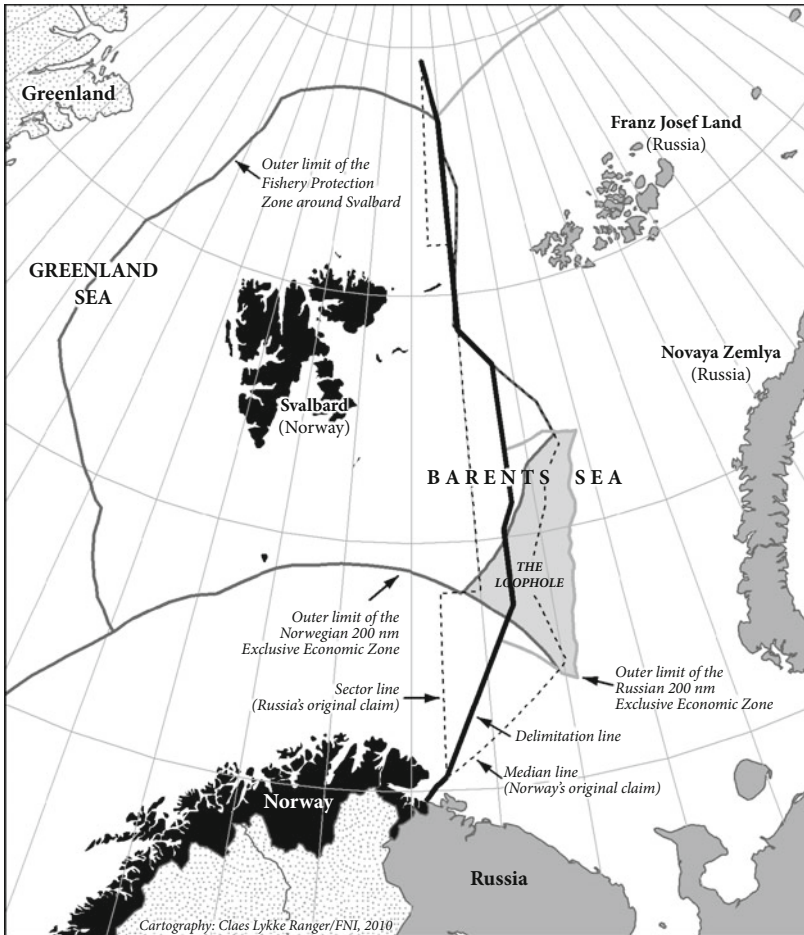 Greenland
Franz Josef Land
(Russia)
Outer limit of the
Fishery Protection
Zone around Svalbard
GREENLAND
SEA
Novaya Zemlya
(Russia)
Svalbard
(Norway)
BARENTS SEA
THE
LOOPHOLE
Outer limit of the
Norwegian 200 nm
Exclusive Economic Zone
Outer limit of the
Russian 200 nm
Exclusive Economic Zone
Sector line
(Russia's original claim)
Delimitation line
Median line
(Norway's original claim)
Norway
Russia
Cartography: Claes Lykke Ranger/FNI, 2010